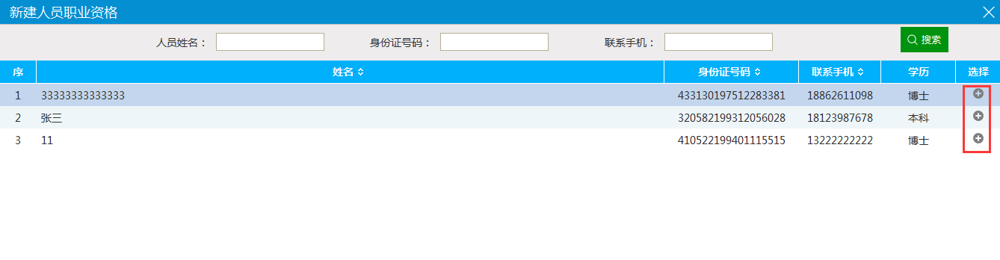 新建人员职业资格
人员姓名： 身份证号码： 联系手机： 搜索
序 姓名 身份证号码 联系手机 学历 选择
1 33333333333333 433130197512283381 18862611098 博士
2 张三 320582199312056028 18123987678 本科
3 11 410522199401115515 13222222222 博士